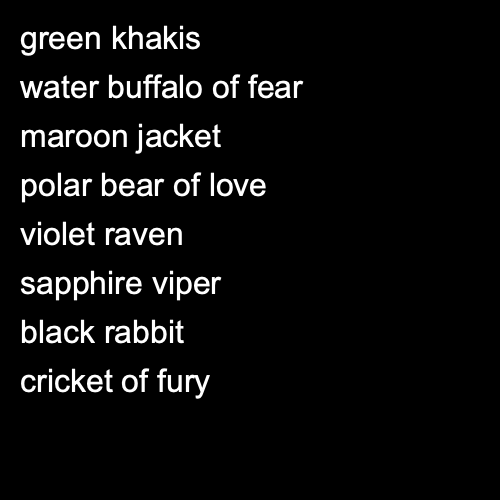 green khakis
water buffalo of fear
maroon jacket
polar bear of love
violet raven
sapphire viper
black rabbit
cricket of fury